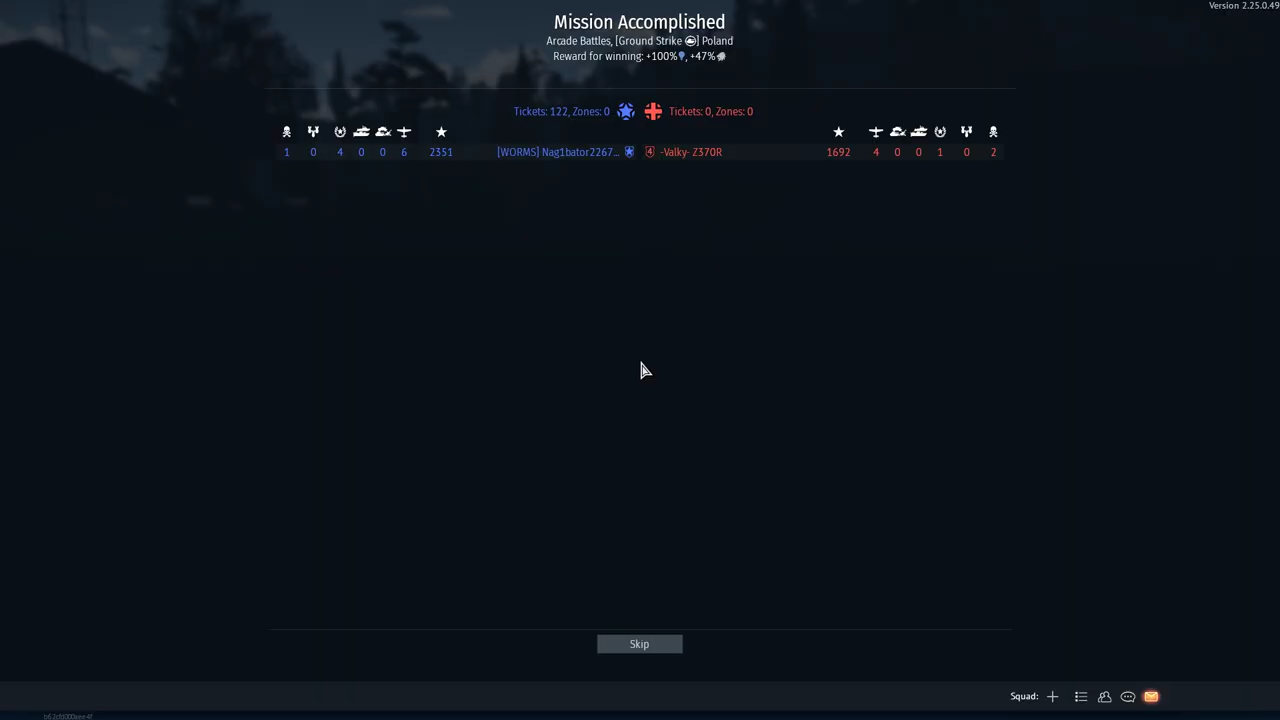 Version 2.25.0.49
Mission Accomplished
Arcade Battles, [Ground Strike] Poland
Reward for winning: +100%, +47%
Tickets: 122, Zones: 0 Tickets: 0, Zones: 0
1 0 4 0 0 6 2351 [WORMS] Nag1bator2267... 4 -Valky- Z370R 1692 4 0 0 1 0 2
Skip
Squad: